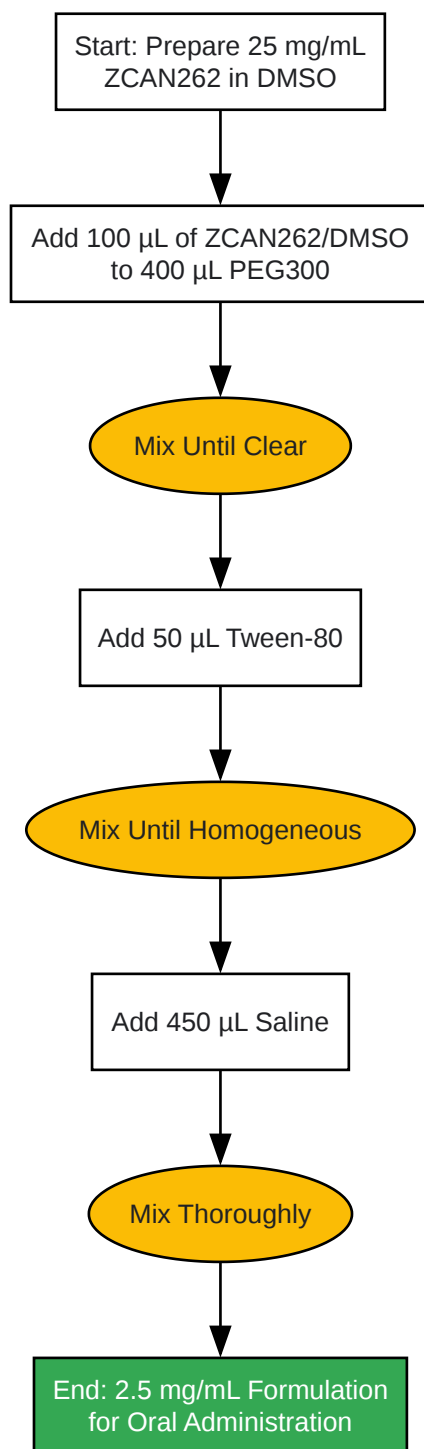 Start: Prepare 25 mg/mL
ZCAN262 in DMSO
Add 100 µL of ZCAN262/DMSO
to 400 µL PEG300
Mix Until Clear
Add 50 µL Tween-80
Mix Until Homogeneous
Add 450 µL Saline
Mix Thoroughly
End: 2.5 mg/mL Formulation
for Oral Administration